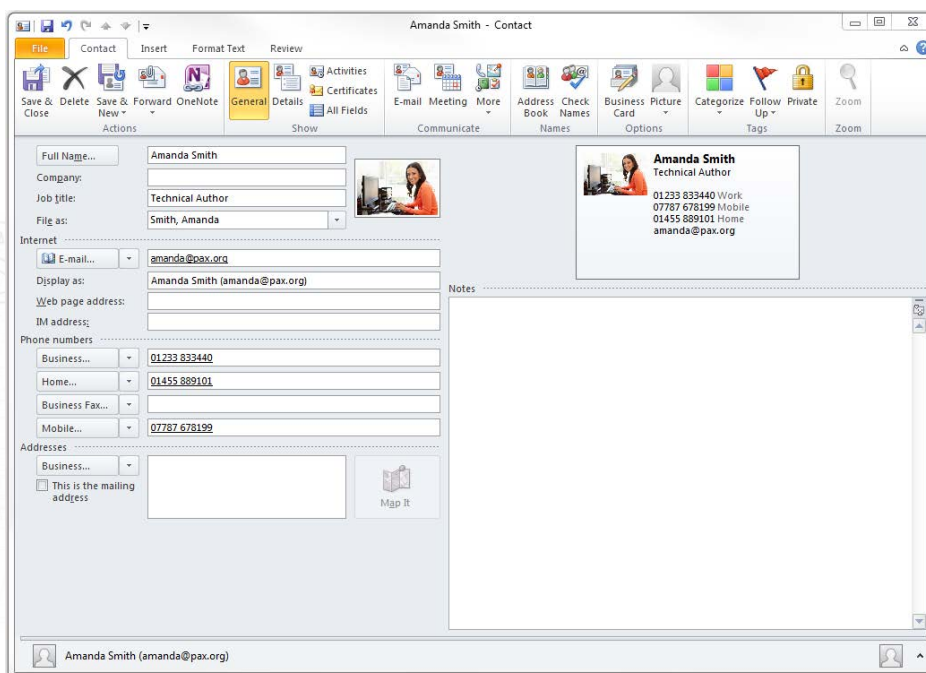 Amanda Smith - Contact
File Contact Insert Format Text Review
Save & Close Delete Save & New Forward OneNote General Details Activities Certificates All Fields E-mail Meeting More Address Book Check Names Business Card Picture Categorize Follow Up Private Zoom
Actions Show Communicate Names Options Tags Zoom
Full Name... Amanda Smith
Company:
Job title: Technical Author
File as: Smith, Amanda
Internet
E-mail... amanda@pax.org
Display as: Amanda Smith (amanda@pax.org)
Web page address:
IM address:
Phone numbers
Business... 01233 833440
Home... 01455 889101
Business Fax...
Mobile... 07787 678199
Addresses
Business...
This is the mailing
address
Map It
Amanda Smith
Technical Author
01233 833440 Work
07787 678199 Mobile
01455 889101 Home
amanda@pax.org
Notes
Amanda Smith (amanda@pax.org)